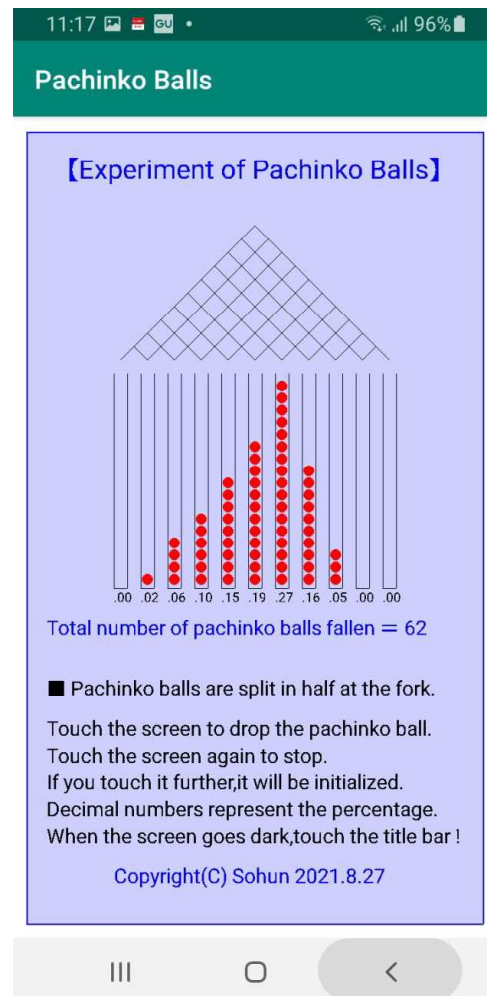 11:17 GU • 96%
Pachinko Balls
【Experiment of Pachinko Balls】
.00 .02 .06 .10 .15 .19 .27 .16 .05 .00 .00
Total number of pachinko balls fallen = 62
■ Pachinko balls are split in half at the fork.
Touch the screen to drop the pachinko ball.
Touch the screen again to stop.
If you touch it further,it will be initialized.
Decimal numbers represent the percentage.
When the screen goes dark,touch the title bar !
Copyright(C) Sohun 2021.8.27